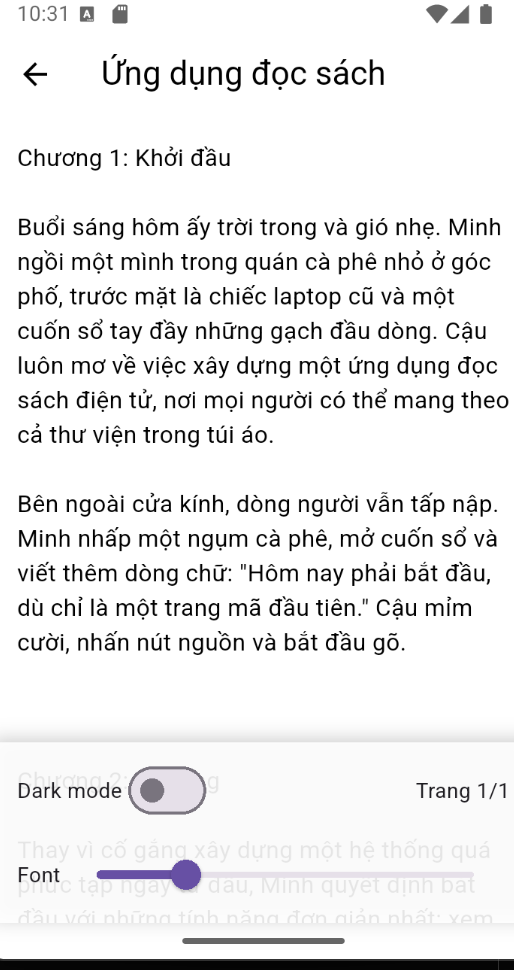 10:31
Ứng dụng đọc sách
Chương 1: Khởi đầu
Buổi sáng hôm ấy trời trong và gió nhẹ. Minh
ngồi một mình trong quán cà phê nhỏ ở góc
phố, trước mặt là chiếc laptop cũ và một
cuốn sổ tay đầy những gạch đầu dòng. Cậu
luôn mơ về việc xây dựng một ứng dụng đọc
sách điện tử, nơi mọi người có thể mang theo
cả thư viện trong túi áo.
Bên ngoài cửa kính, dòng người vẫn tấp nập.
Minh nhấp một ngụm cà phê, mở cuốn sổ và
viết thêm dòng chữ: "Hôm nay phải bắt đầu,
dù chỉ là một trang mã đầu tiên." Cậu mỉm
cười, nhấn nút nguồn và bắt đầu gõ.
Chương 2:
Dark mode
Trang 1/1
Thay vì cố gắng xây dựng một hệ thống quá
Font
phức tạp ngay đầu, Minh quyết định bắt
đầu với những tính năng đơn giản nhất: xem